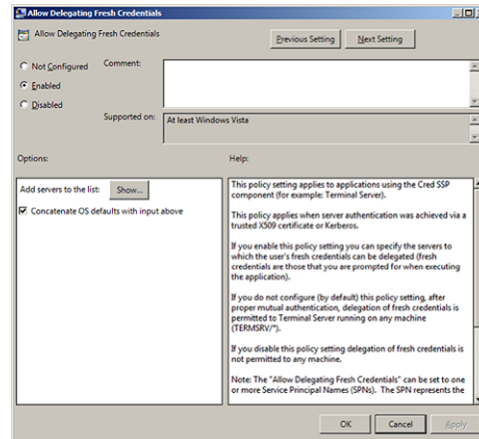 Allow Delegating Fresh Credentials
Allow Delegating Fresh Credentials
Previous Setting
Next Setting
Not Configured
Comment:
Enabled
Disabled
Supported on:
At least Windows Vista
Options:
Help:
Add servers to the list:
Show...
Concatenate OS defaults with input above
This policy setting applies to applications using the Cred SSP
component (for example: Terminal Server).
This policy applies when server authentication was achieved via a
trusted X509 certificate or Kerberos.
If you enable this policy setting you can specify the servers to
which the user's fresh credentials can be delegated (fresh
credentials are those that you are prompted for when executing
the application).
If you do not configure (by default) this policy setting, after
proper mutual authentication, delegation of fresh credentials is
permitted to Terminal Server running on any machine
(TERMSRV/*).
If you disable this policy setting delegation of fresh credentials is
not permitted to any machine.
Note: The "Allow Delegating Fresh Credentials" can be set to one
or more Service Principal Names (SPNs). The SPN represents the
OK
Cancel
Apply